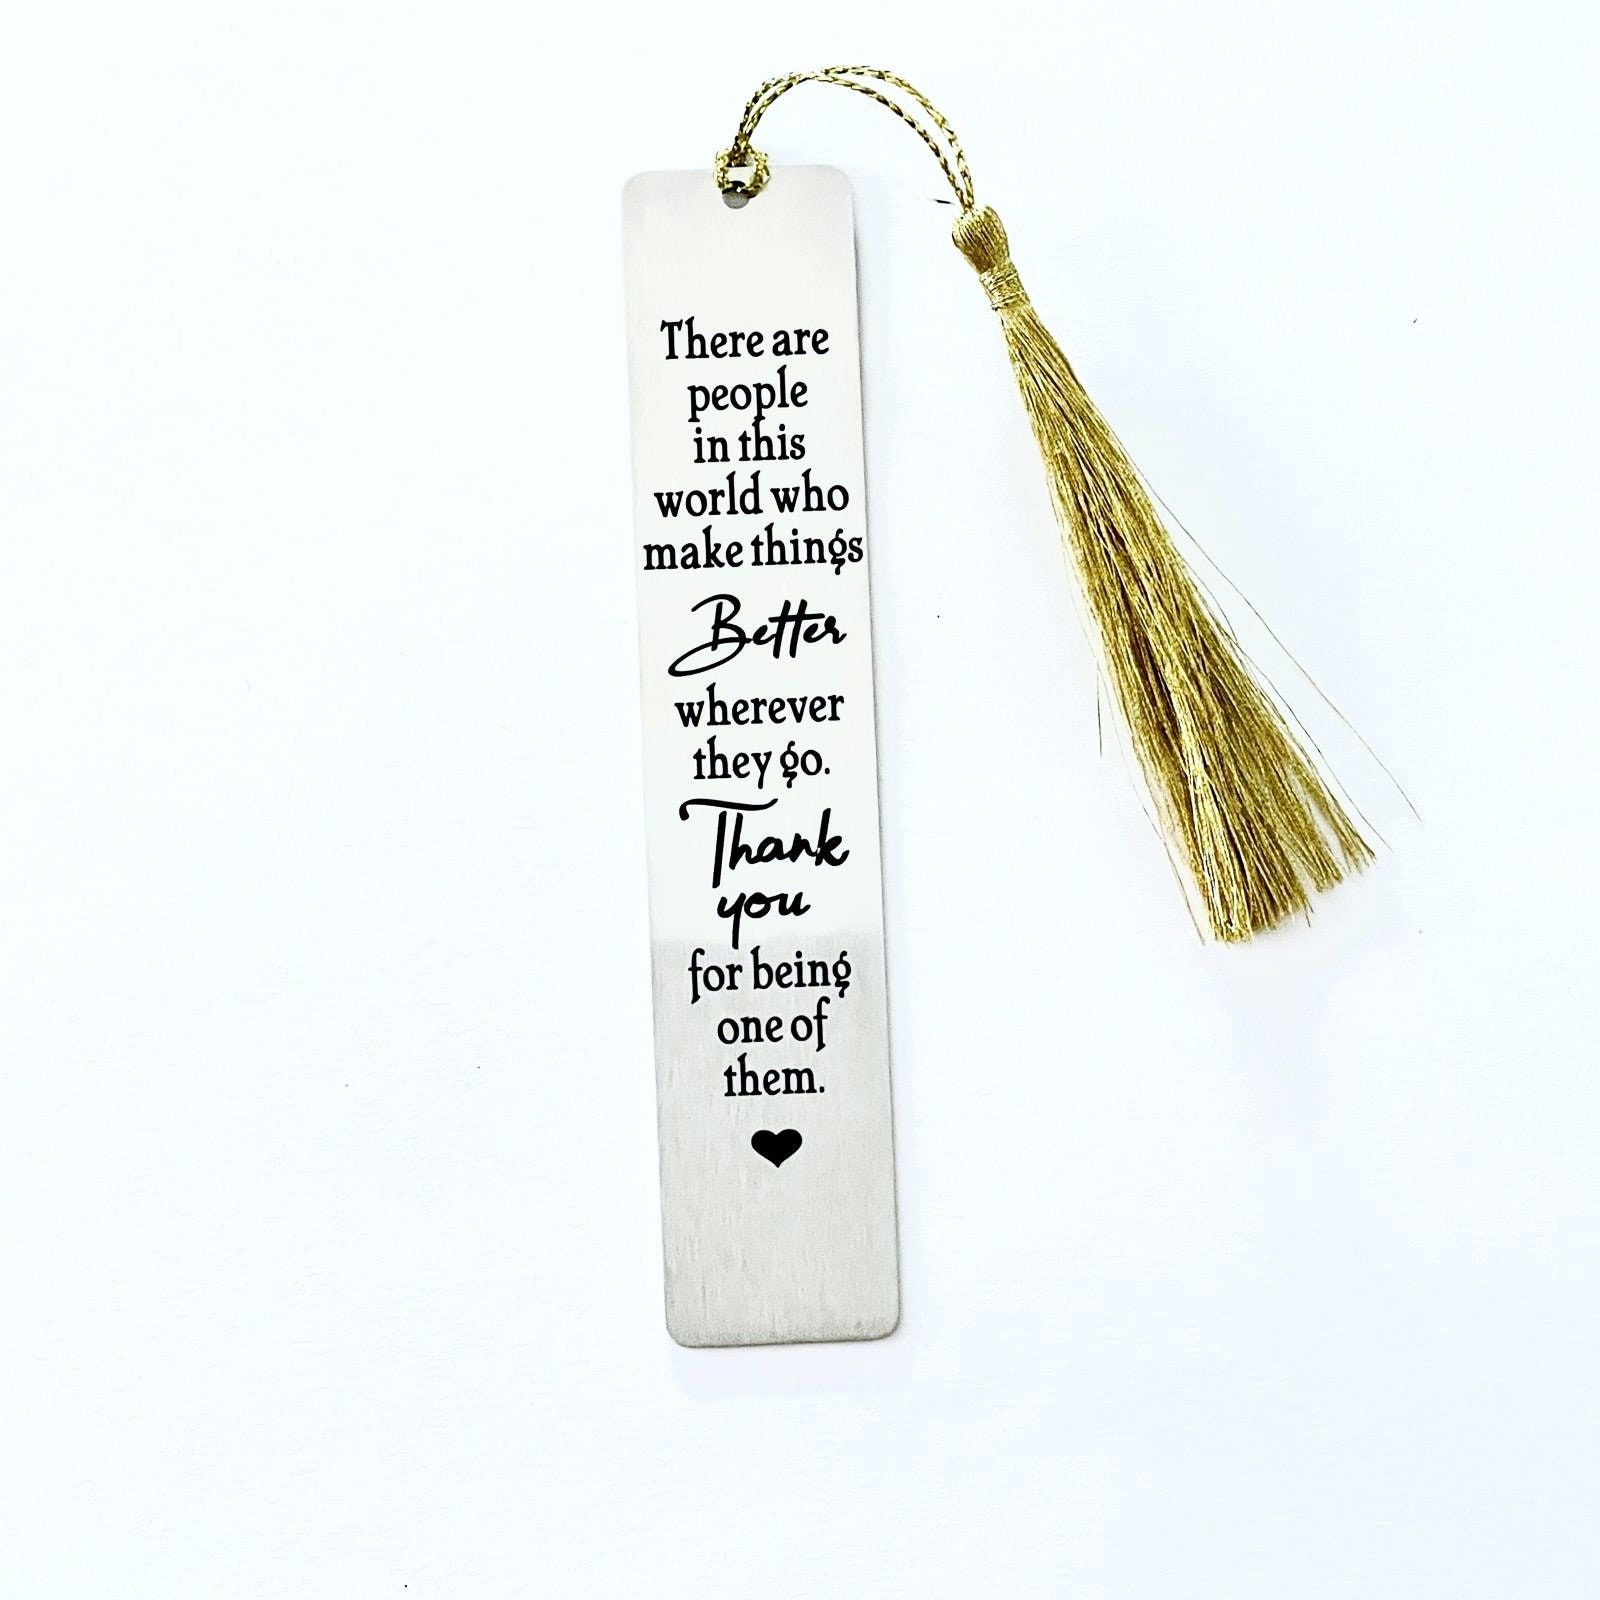 There are
people
in this
world who
make things
Better
wherever
they go.
Thank
you
for being
one of
them.